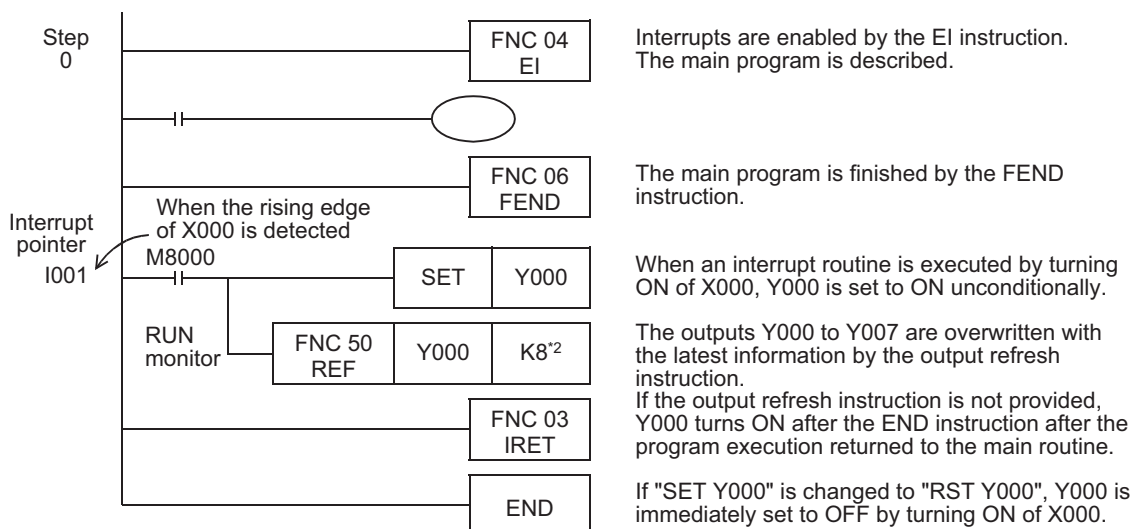 Step
0
FNC 04
EI
Interrupts are enabled by the EI instruction.
The main program is described.
FNC 06
FEND
The main program is finished by the FEND
instruction.
Interrupt
pointer
I001
When the rising edge
of X000 is detected
M8000
SET
Y000
When an interrupt routine is executed by turning
ON of X000, Y000 is set to ON unconditionally.
RUN
monitor
FNC 50
REF
Y000
K8*2
The outputs Y000 to Y007 are overwritten with
the latest information by the output refresh
instruction.
If the output refresh instruction is not provided,
Y000 turns ON after the END instruction after the
program execution returned to the main routine.
FNC 03
IRET
END
If "SET Y000" is changed to "RST Y000", Y000 is
immediately set to OFF by turning ON of X000.